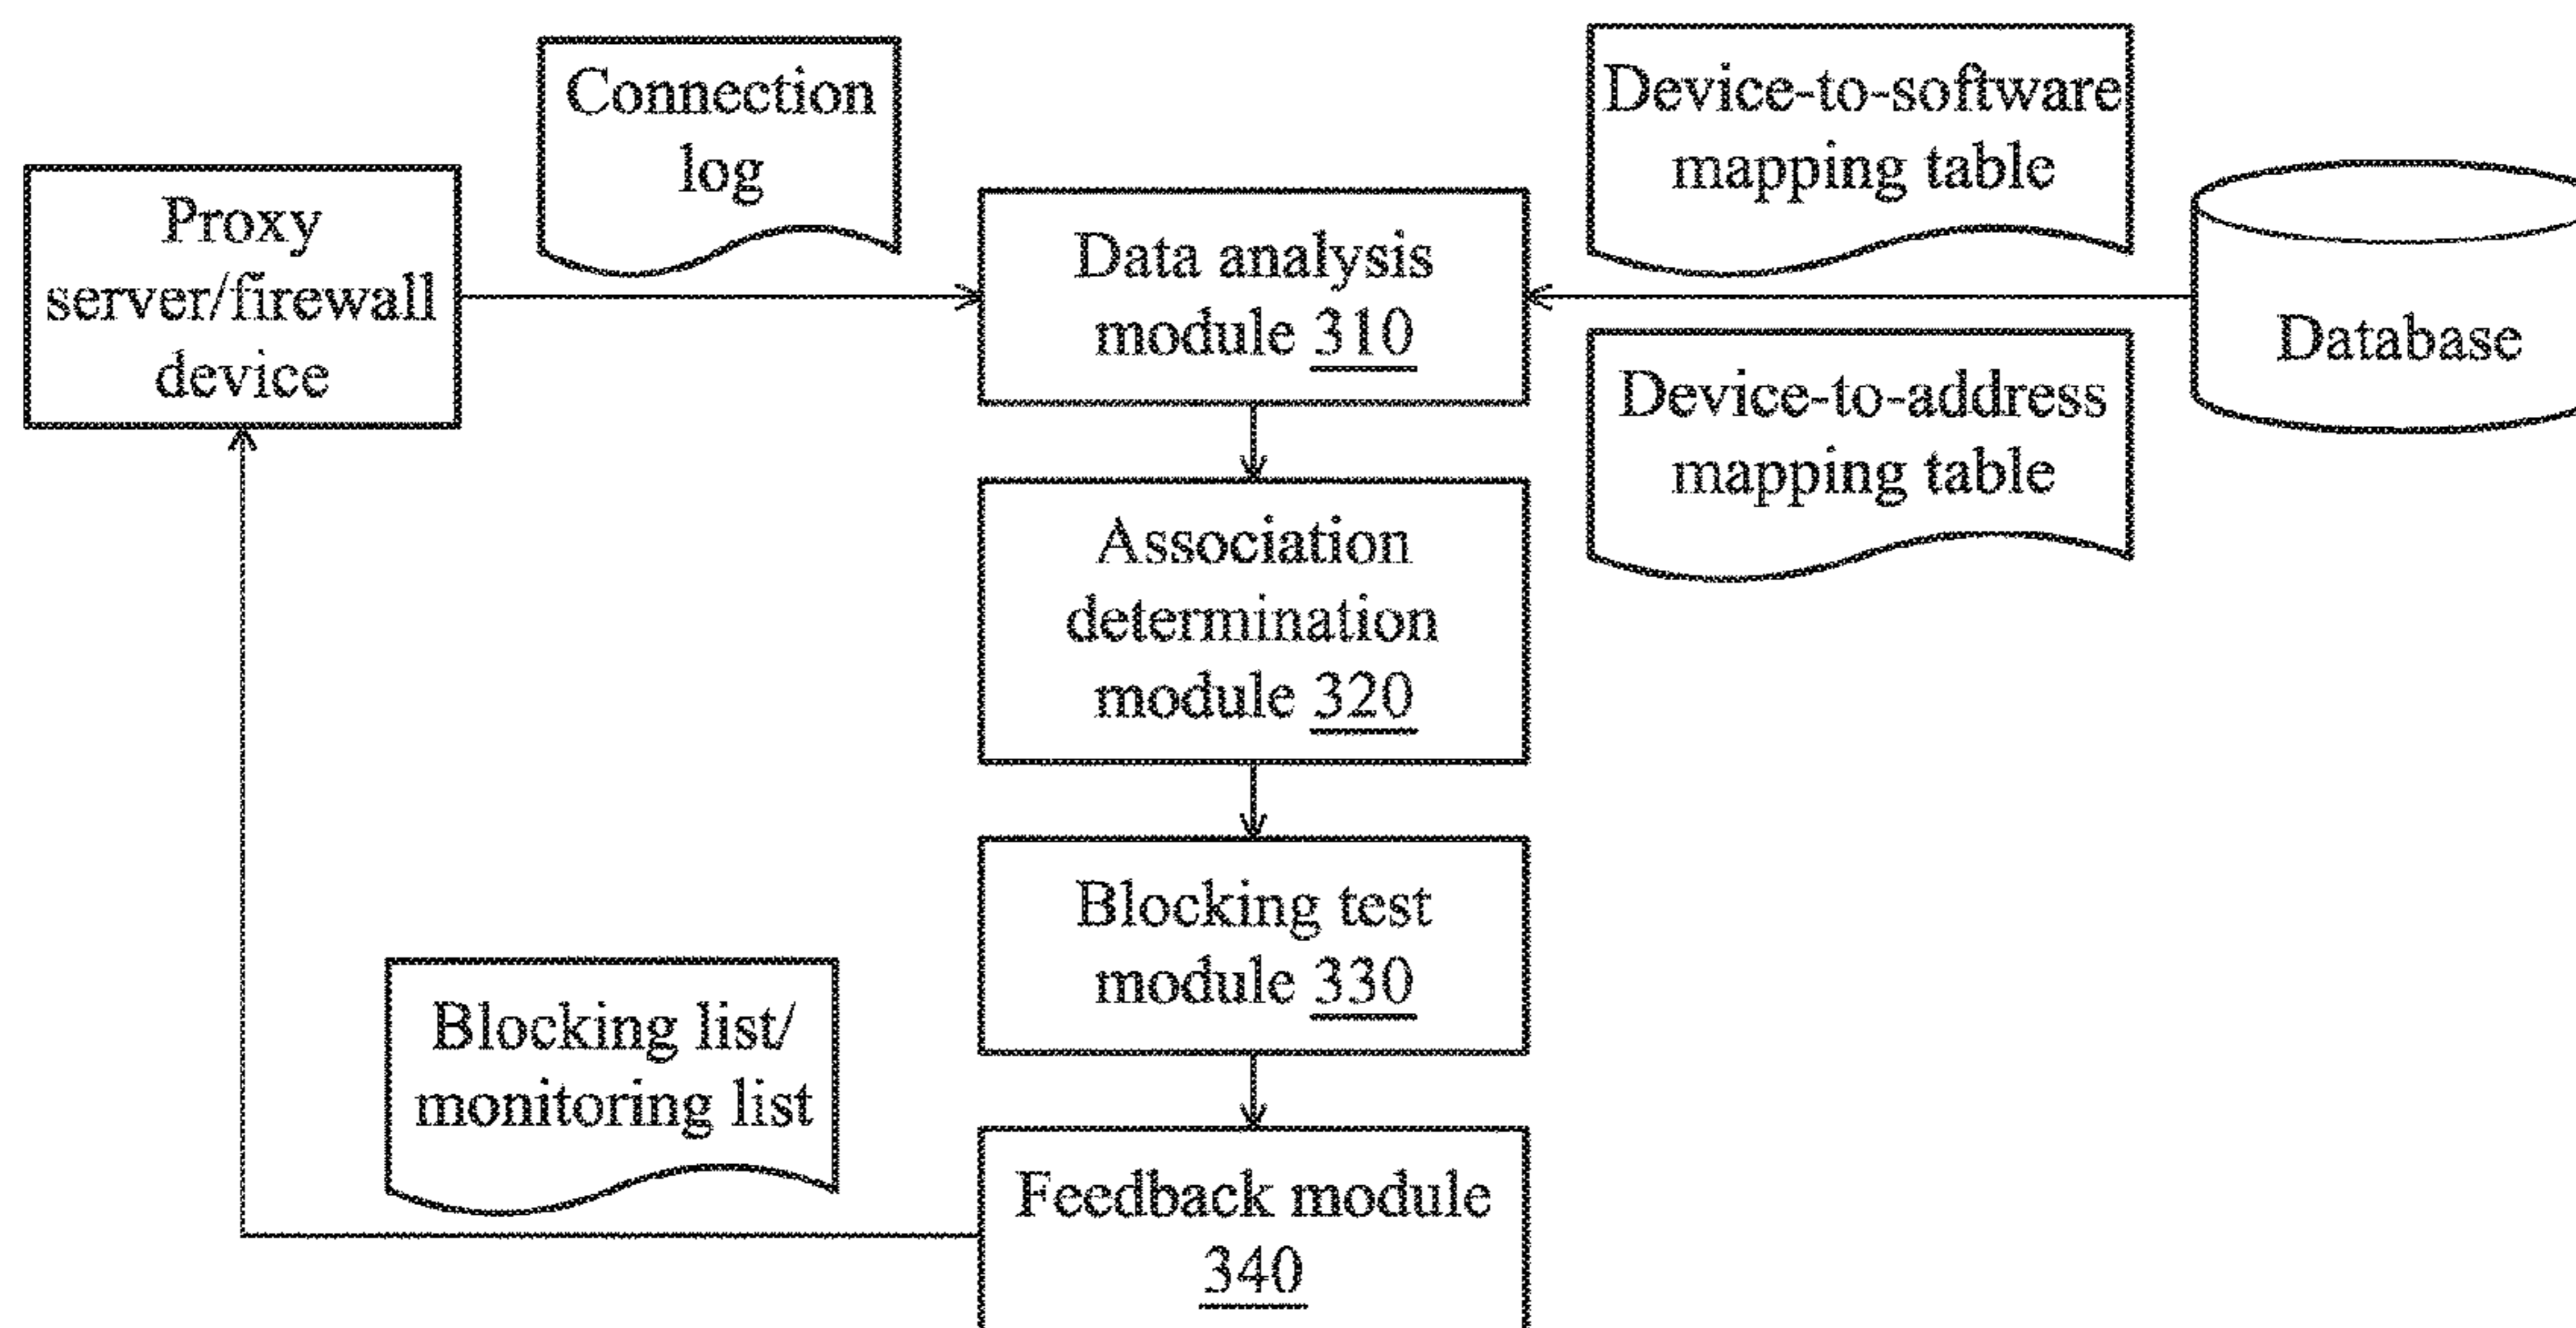 Connection
log
Device-to-software
mapping table
Proxy
server/firewall
device
Data analysis
module 310
Database
Device-to-address
mapping table
Association
determination
module 320
Blocking test
module 330
Blocking list/
monitoring list
Feedback module
340